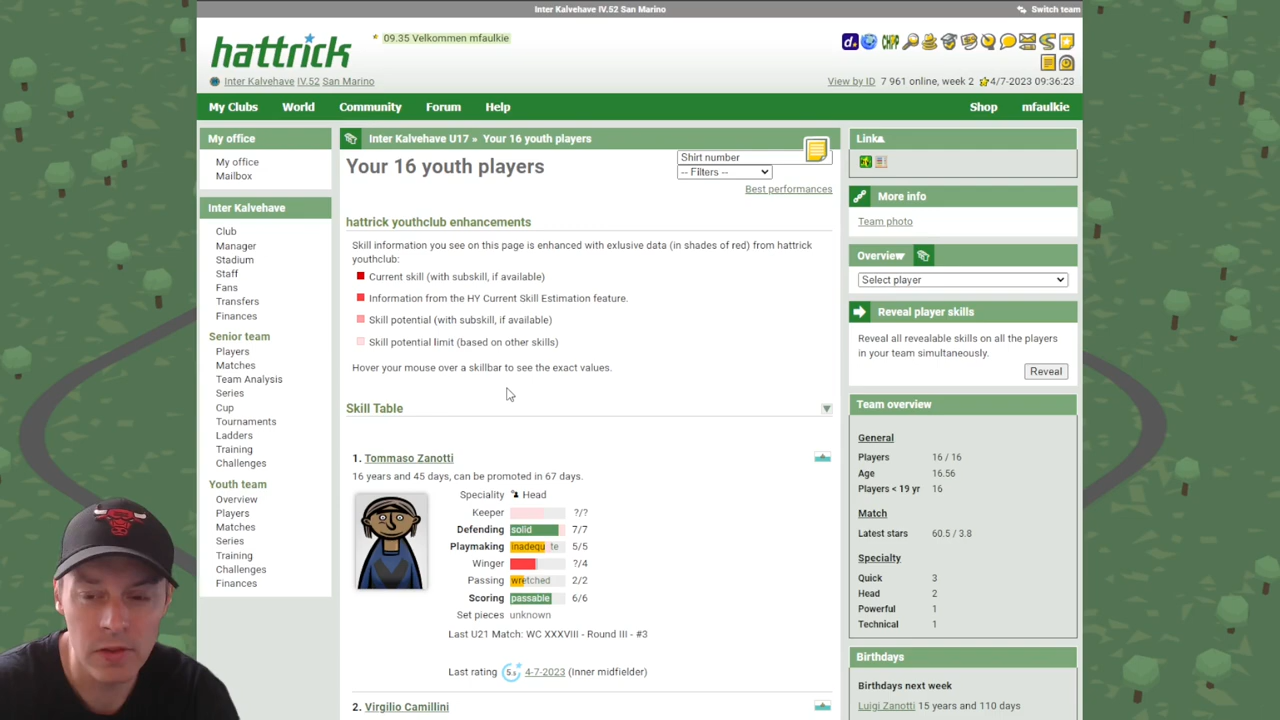 Inter Kalvehave IV.52 San Marino
Switch team
hattrick
09.35 Velkommen mfaulkie
CHPP
Inter Kalvehave IV.52 San Marino
View by ID 7 961 online, week 2 4/7-2023 09:36:23
My Clubs World Community Forum Help Shop mfaulkie
My office
My office
Mailbox
Inter Kalvehave
Club
Manager
Stadium
Staff
Fans
Transfers
Finances
Senior team
Players
Matches
Team Analysis
Series
Cup
Tournaments
Ladders
Training
Challenges
Youth team
Overview
Players
Matches
Series
Training
Challenges
Finances
Inter Kalvehave U17 » Your 16 youth players
Your 16 youth players
Shirt number
-- Filters --
Best performances
hattrick youthclub enhancements
Skill information you see on this page is enhanced with exlusive data (in shades of red) from hattrick
youthclub:
Current skill (with subskill, if available)
Information from the HY Current Skill Estimation feature.
Skill potential (with subskill, if available)
Skill potential limit (based on other skills)
Hover your mouse over a skillbar to see the exact values.
Skill Table
1. Tommaso Zanotti
16 years and 45 days, can be promoted in 67 days.
Speciality Head
Keeper ?/?
Defending solid 7/7
Playmaking inadequate 5/5
Winger ?/4
Passing wretched 2/2
Scoring passable 6/6
Set pieces unknown
Last U21 Match: WC XXXVIII - Round III - #3
Last rating 5.5 4-7-2023 (Inner midfielder)
2. Virgilio Camillini
Links
More info
Team photo
Overview
Select player
Reveal player skills
Reveal all revealable skills on all the players
in your team simultaneously.
Reveal
Team overview
General
Players 16 / 16
Age 16.56
Players < 19 yr 16
Match
Latest stars 60.5 / 3.8
Specialty
Quick 3
Head 2
Powerful 1
Technical 1
Birthdays
Birthdays next week
Luigi Zanotti 15 years and 110 days